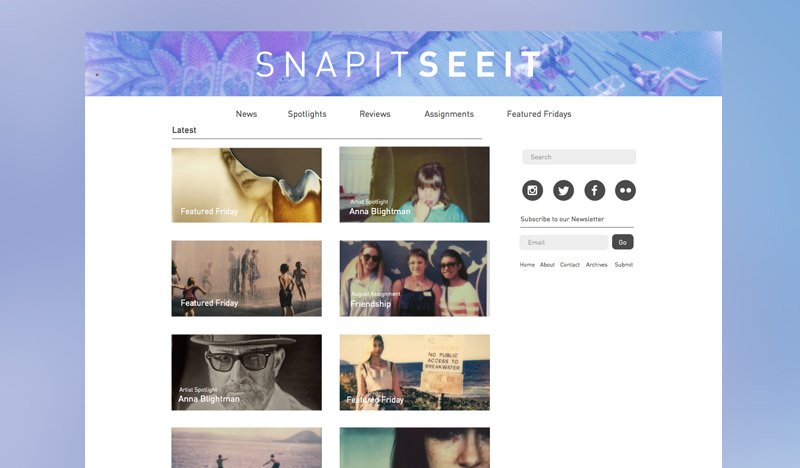 SNAPITSEEIT
News Spotlights Reviews Assignments Featured Fridays
Latest
Featured Friday
Artist Spotlight
Anna Blightman
Featured Friday
August Assignment
Friendship
Artist Spotlight
Anna Blightman
NO PUBLIC
ACCESS TO
BREAKWATER
Featured Friday
Search
Subscribe to our Newsletter
Email Go
Home About Contact Archives Submit